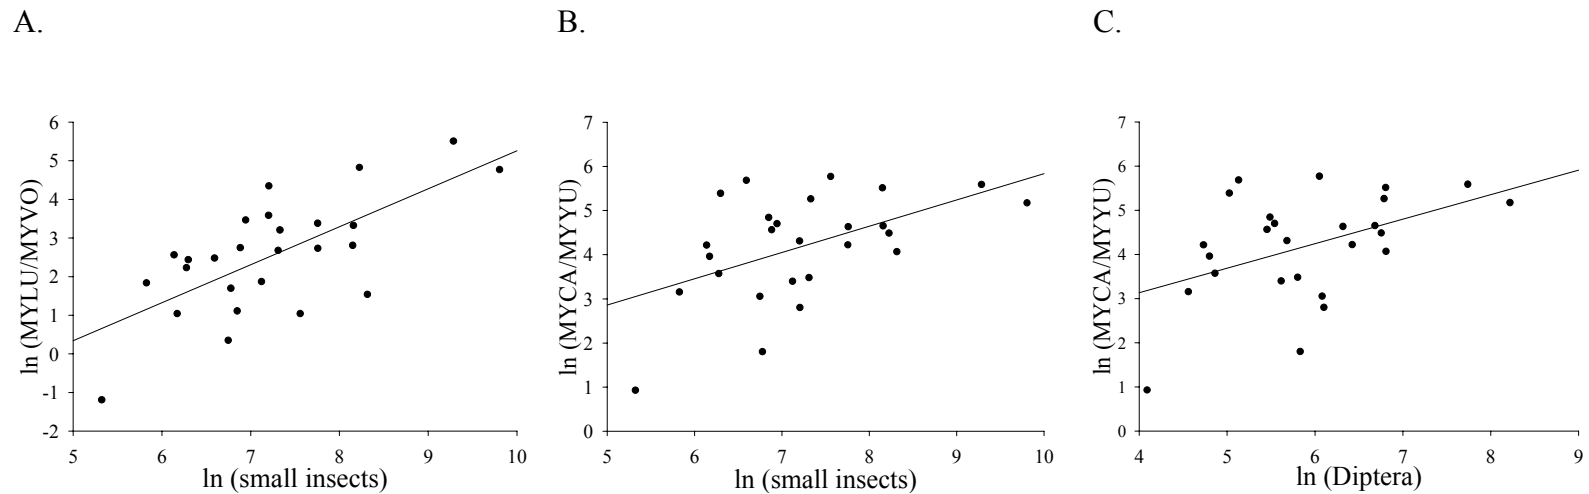 A.
B.
C.
ln (MYLU/MYVO)
6
5
4
3
2
1
0
-1
-2
5 6 7 8 9 10
ln (small insects)
ln (MYCA/MYYU)
7
6
5
4
3
2
1
0
5 6 7 8 9 10
ln (small insects)
ln (MYCA/MYYU)
7
6
5
4
3
2
1
0
4 5 6 7 8 9
ln (Diptera)